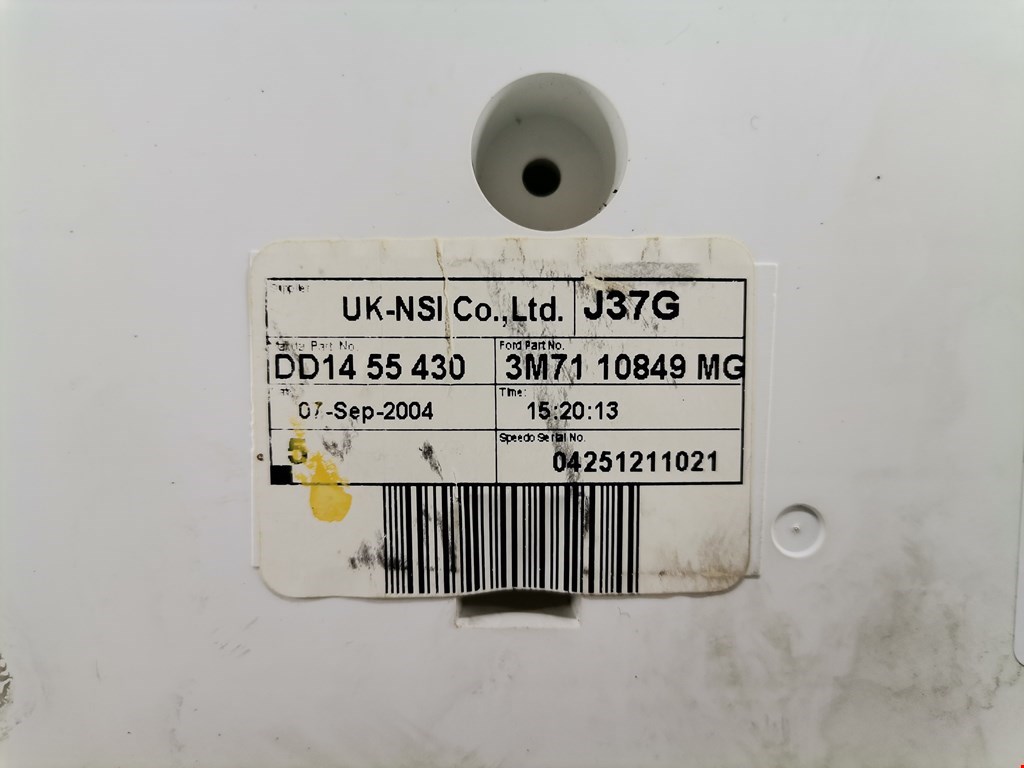 Supplier
UK-NSI Co.,Ltd. J37G
Part No. Ford Part No.
DD14 55 430 3M71 10849 MG
Time:
07-Sep-2004 15:20:13
Speedo Serial No.
5
04251211021